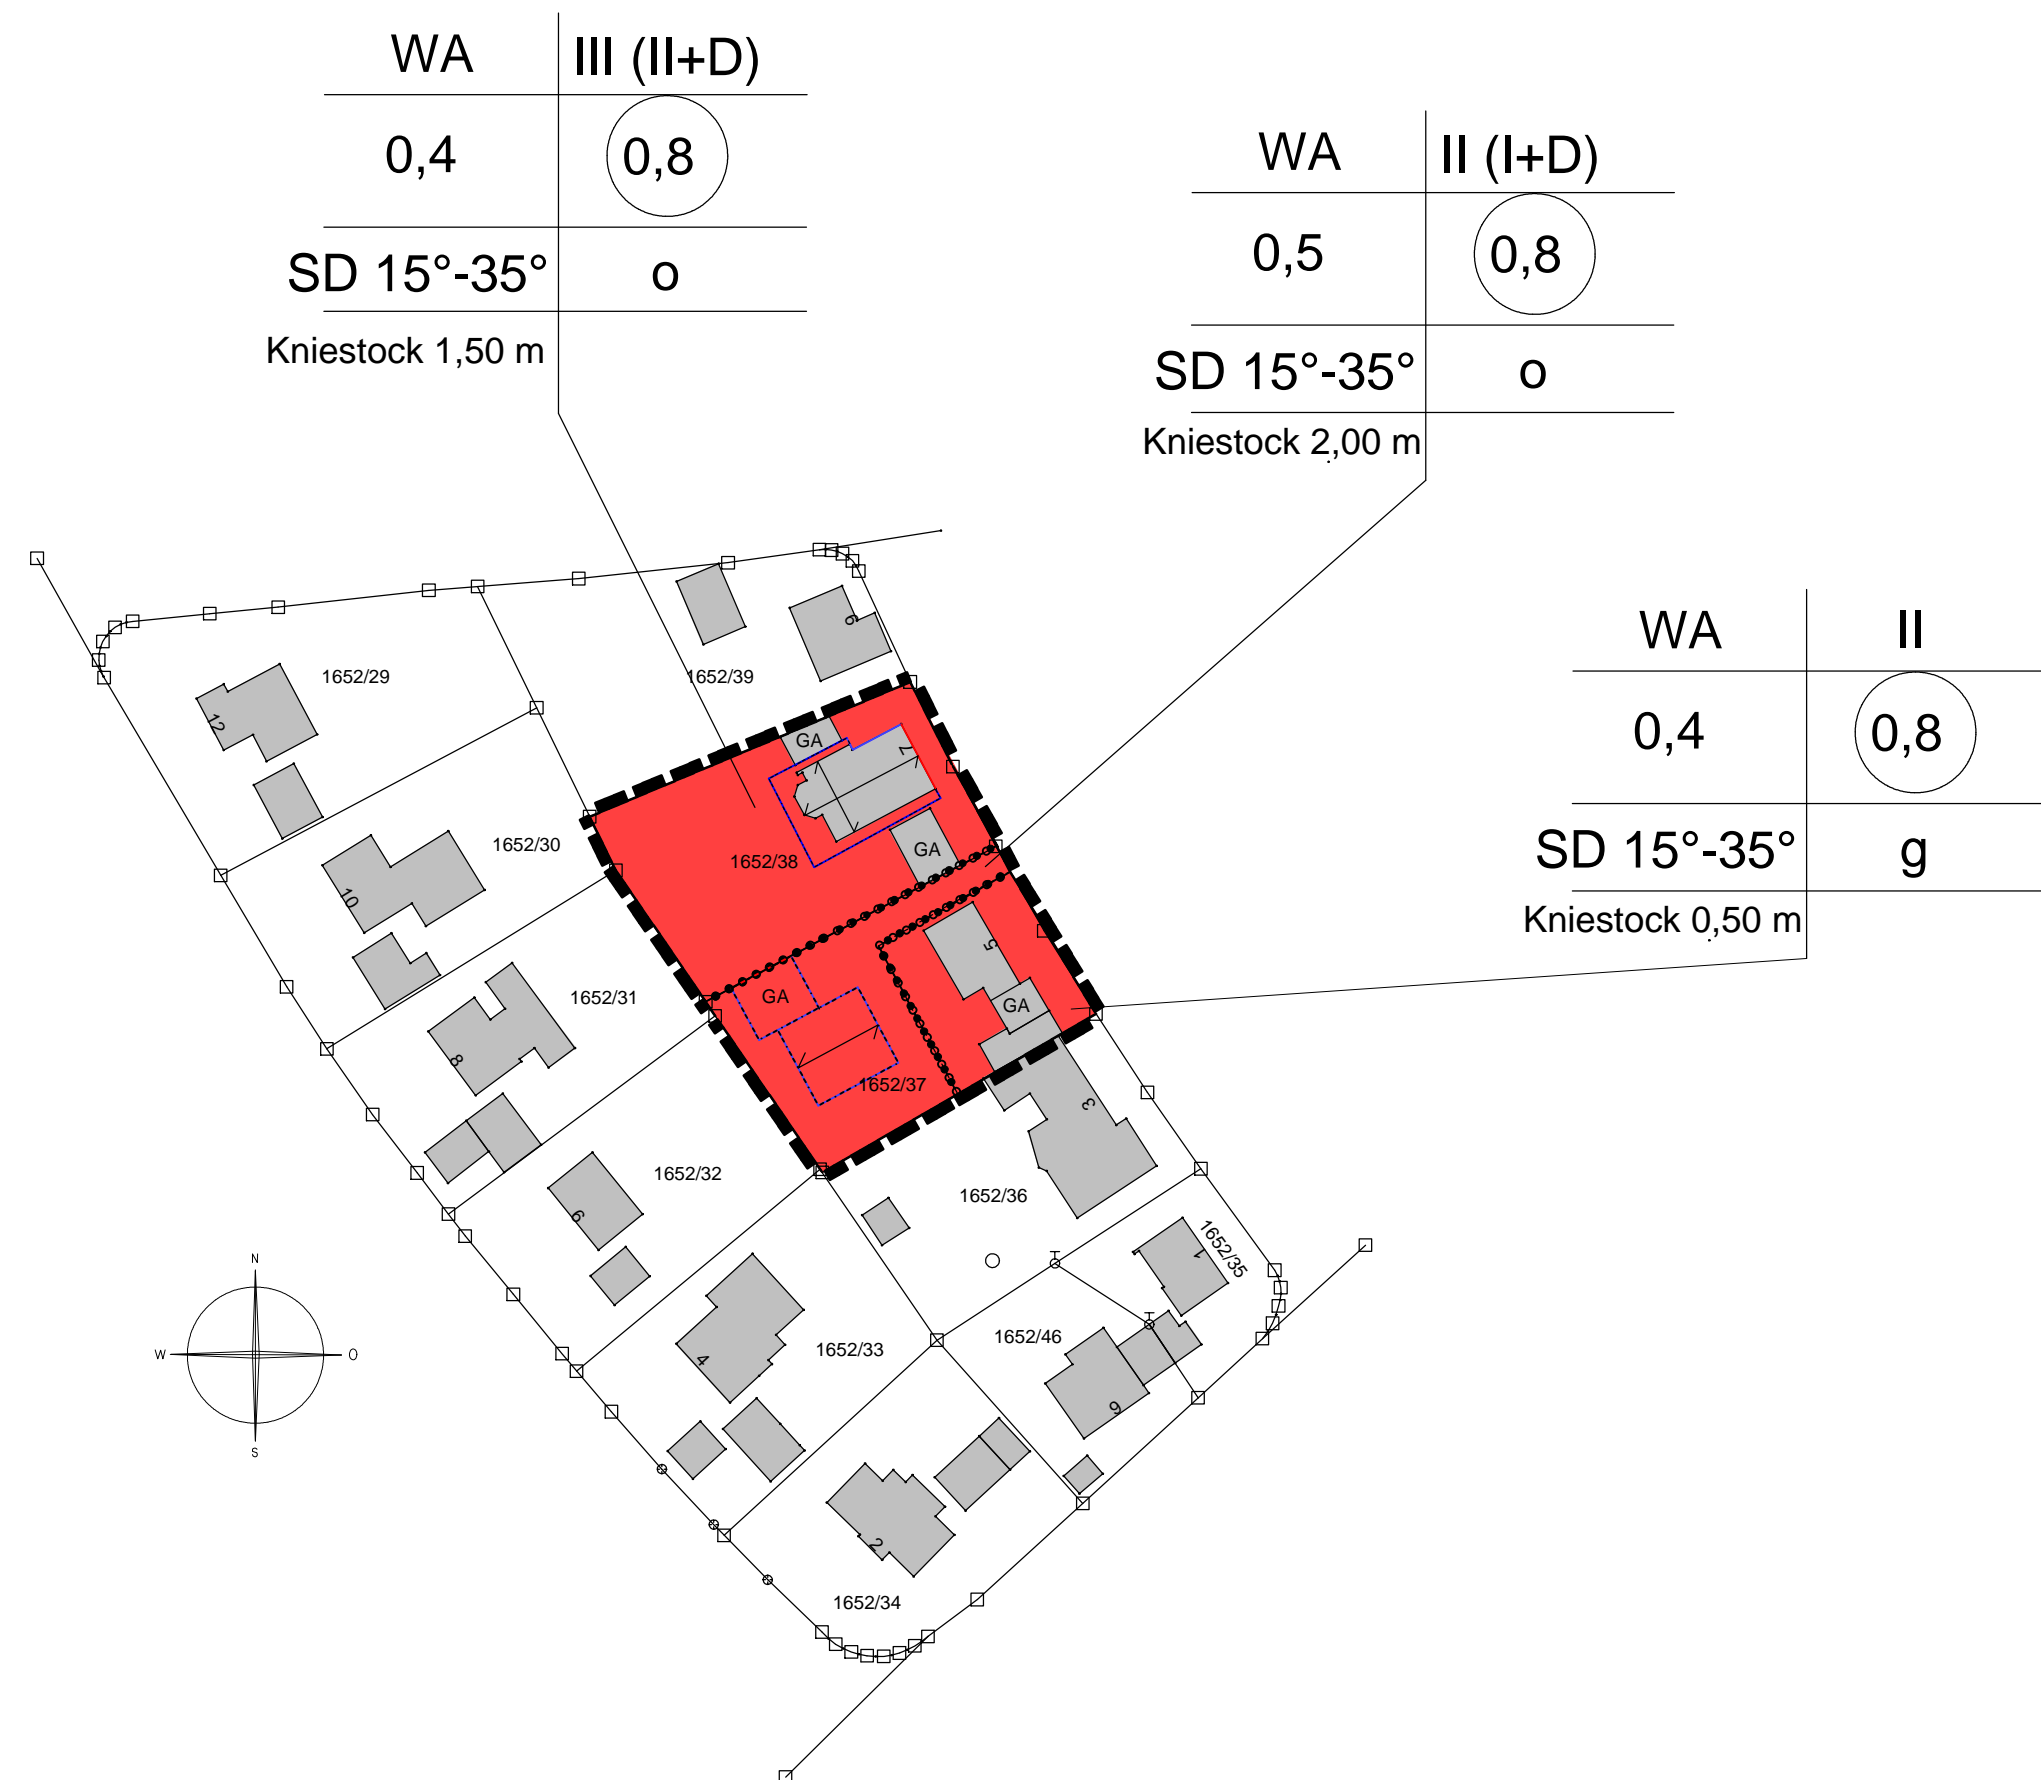 WA III (II+D)
0,4 0,8
SD 15°-35° o
Kniestock 1,50 m
WA II (I+D)
0,5 0,8
SD 15°-35° o
Kniestock 2,00 m
WA II
0,4 0,8
SD 15°-35° g
Kniestock 0,50 m
1652/29
12
1652/39
9
1652/30
10
GA
7
1652/38
GA
1652/31
8
GA
5
GA
1652/37
3
1652/32
6
1652/36
1652/35
1
1652/33
4
1652/46
9
2
1652/34
N
W O
S